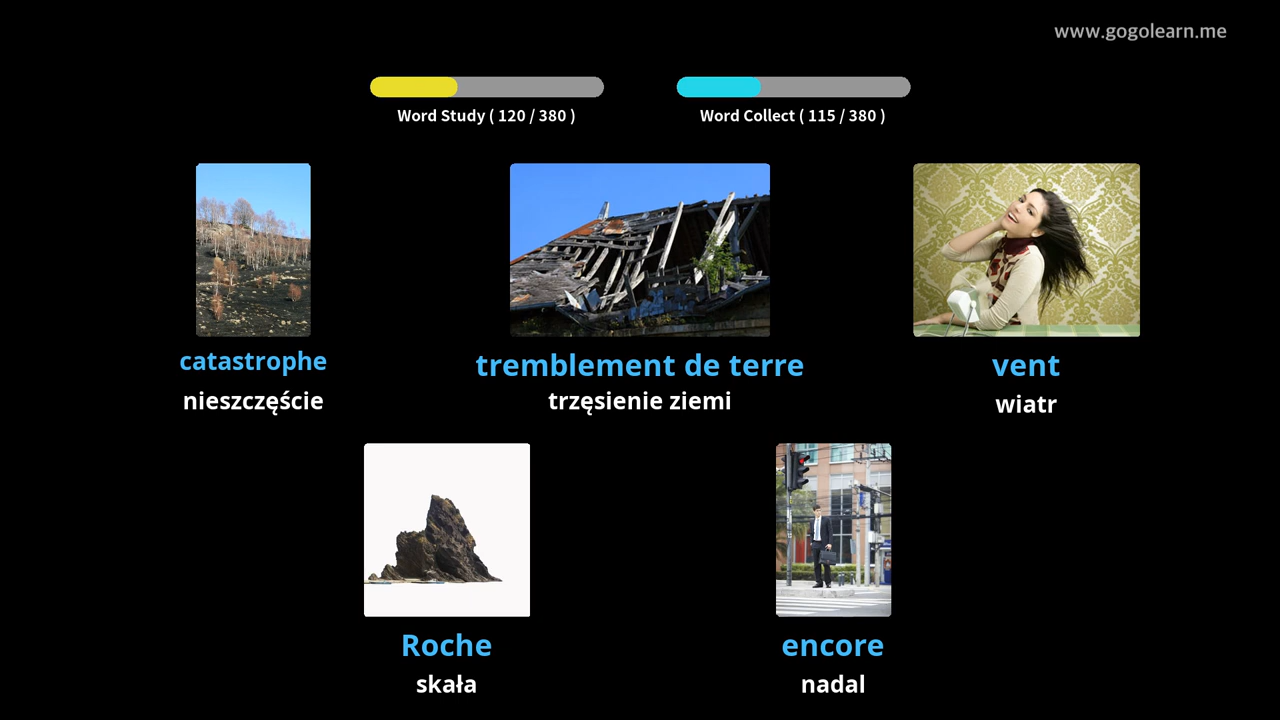 www.gogolearn.me
Word Study ( 120 / 380 )
Word Collect ( 115 / 380 )
catastrophe
nieszczęście
tremblement de terre
trzęsienie ziemi
vent
wiatr
Roche
skała
encore
nadal